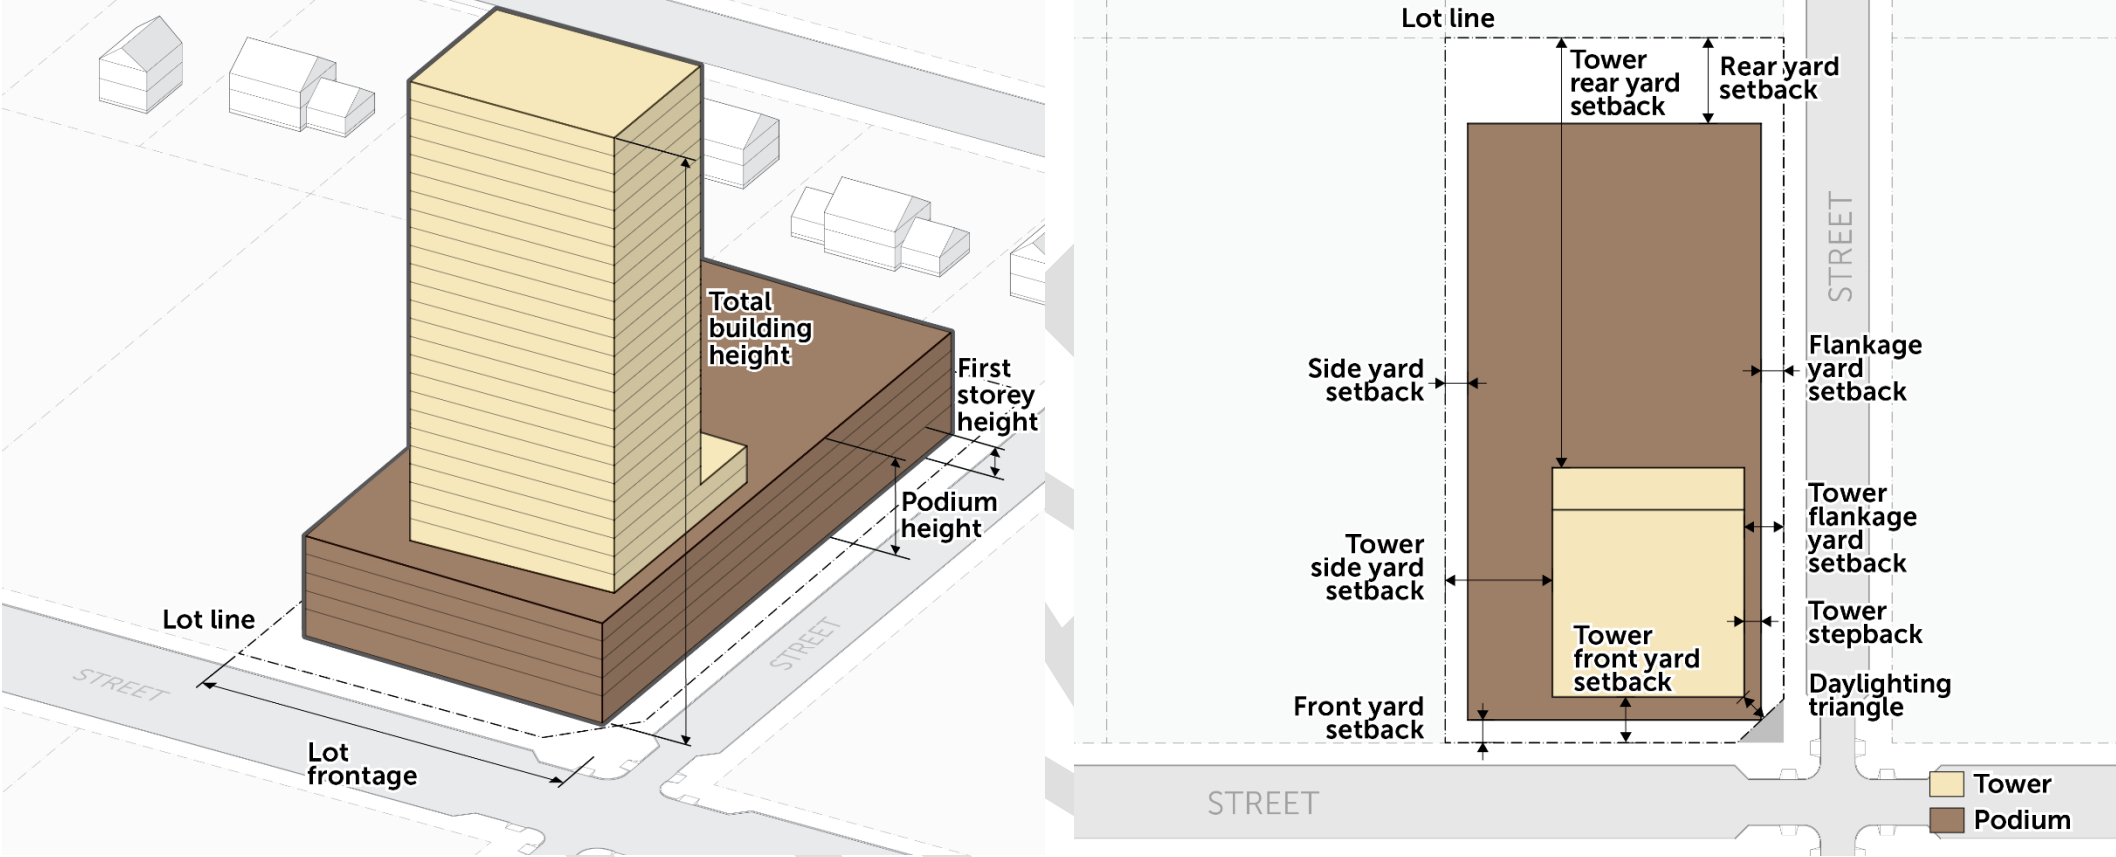 Total
building
height
First
storey
height
Podium
height
Lot line
STREET
STREET
Lot
frontage
Lot line
Tower
rear yard
setback
Rear yard
setback
STREET
Side yard
setback
Flankage
yard
setback
Tower
flankage
yard
setback
Tower
side yard
setback
Tower
stepback
Tower
front yard
setback
Daylighting
triangle
Front yard
setback
STREET
Tower
Podium